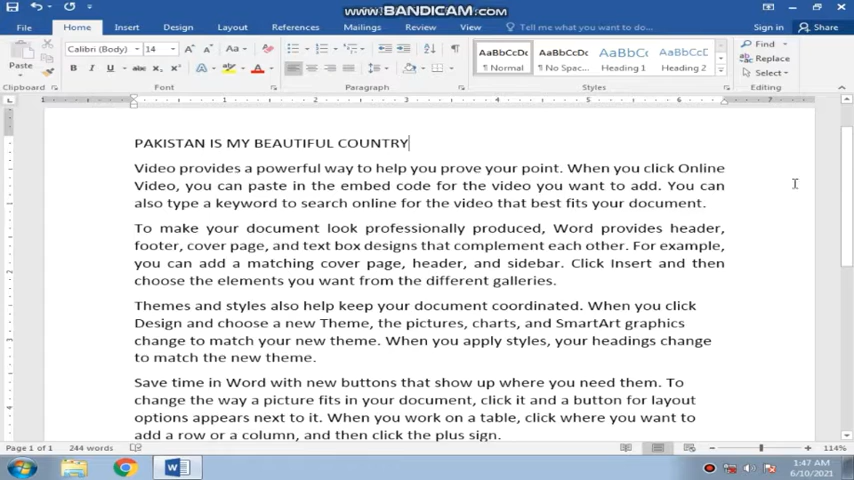 www.BANDICAM.com
File Home Insert Design Layout References Mailings Review View Tell me what you want to do... Sign in Share
Calibri (Body) 14 Aa AaBbCcDc AaBbCcDc AaBbCc AaBbCcD Find
Paste B I U abc X₂ X² A A ¶ Normal ¶ No Spac... Heading 1 Heading 2 Replace
Select
Clipboard Font Paragraph Styles Editing
1 1 2 3 4 5 6 7
PAKISTAN IS MY BEAUTIFUL COUNTRY
Video provides a powerful way to help you prove your point. When you click Online
Video, you can paste in the embed code for the video you want to add. You can
also type a keyword to search online for the video that best fits your document.
To make your document look professionally produced, Word provides header,
footer, cover page, and text box designs that complement each other. For example,
you can add a matching cover page, header, and sidebar. Click Insert and then
choose the elements you want from the different galleries.
Themes and styles also help keep your document coordinated. When you click
Design and choose a new Theme, the pictures, charts, and SmartArt graphics
change to match your new theme. When you apply styles, your headings change
to match the new theme.
Save time in Word with new buttons that show up where you need them. To
change the way a picture fits in your document, click it and a button for layout
options appears next to it. When you work on a table, click where you want to
add a row or a column, and then click the plus sign.
Page 1 of 1 244 words 114%
1:47 AM
6/10/2021